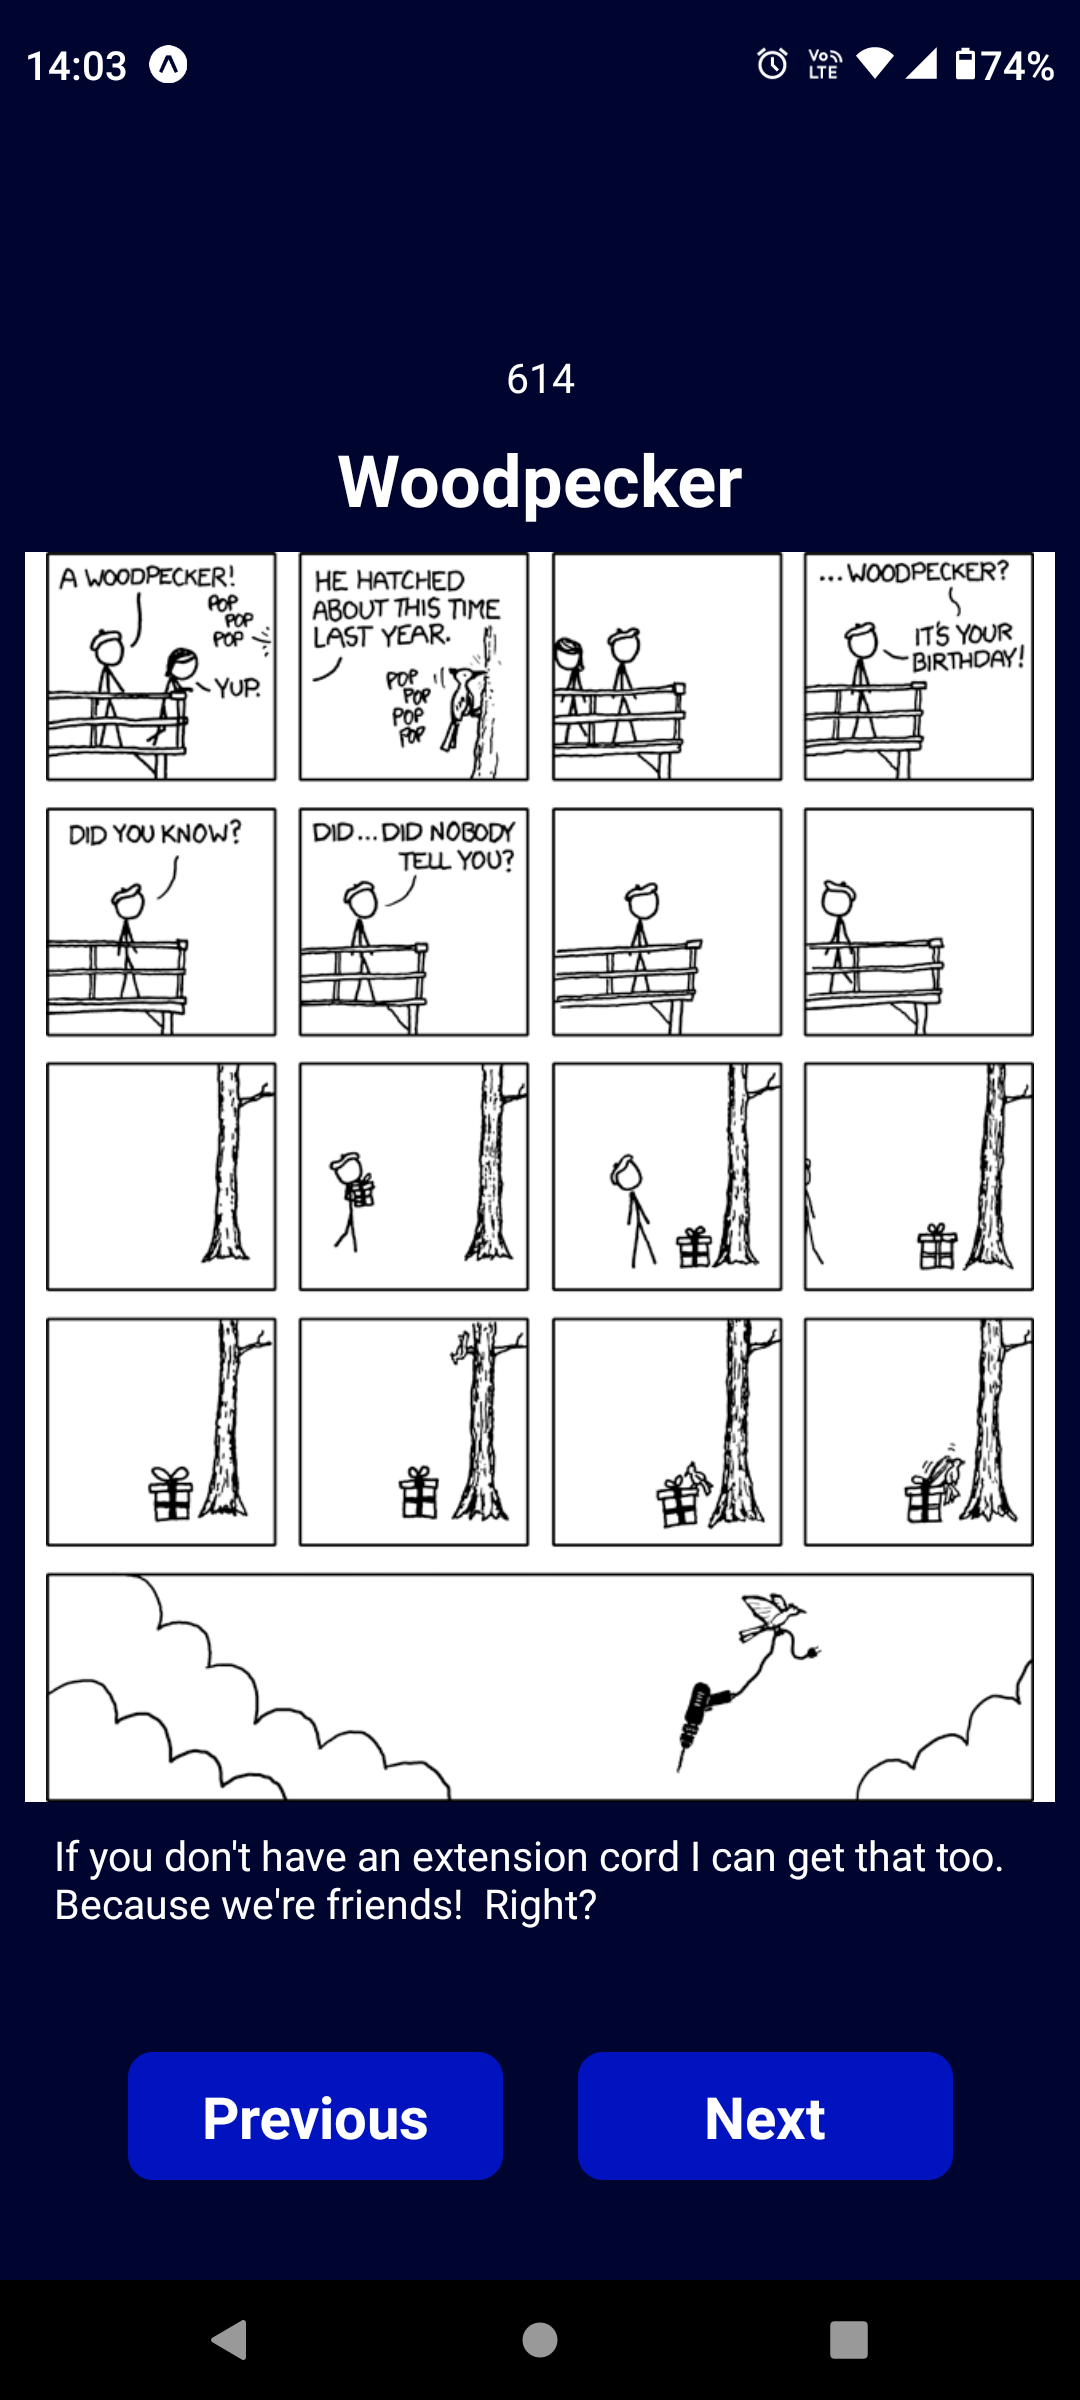 14:03
Vo
LTE
74%
614
Woodpecker
A WOODPECKER!
POP
POP
POP
YUP.
HE HATCHED
ABOUT THIS TIME
LAST YEAR.
POP
POP
POP
POP
...WOODPECKER?
IT'S YOUR
BIRTHDAY!
DID YOU KNOW?
DID...DID NOBODY
TELL YOU?
If you don't have an extension cord I can get that too.
Because we're friends!  Right?
Previous
Next